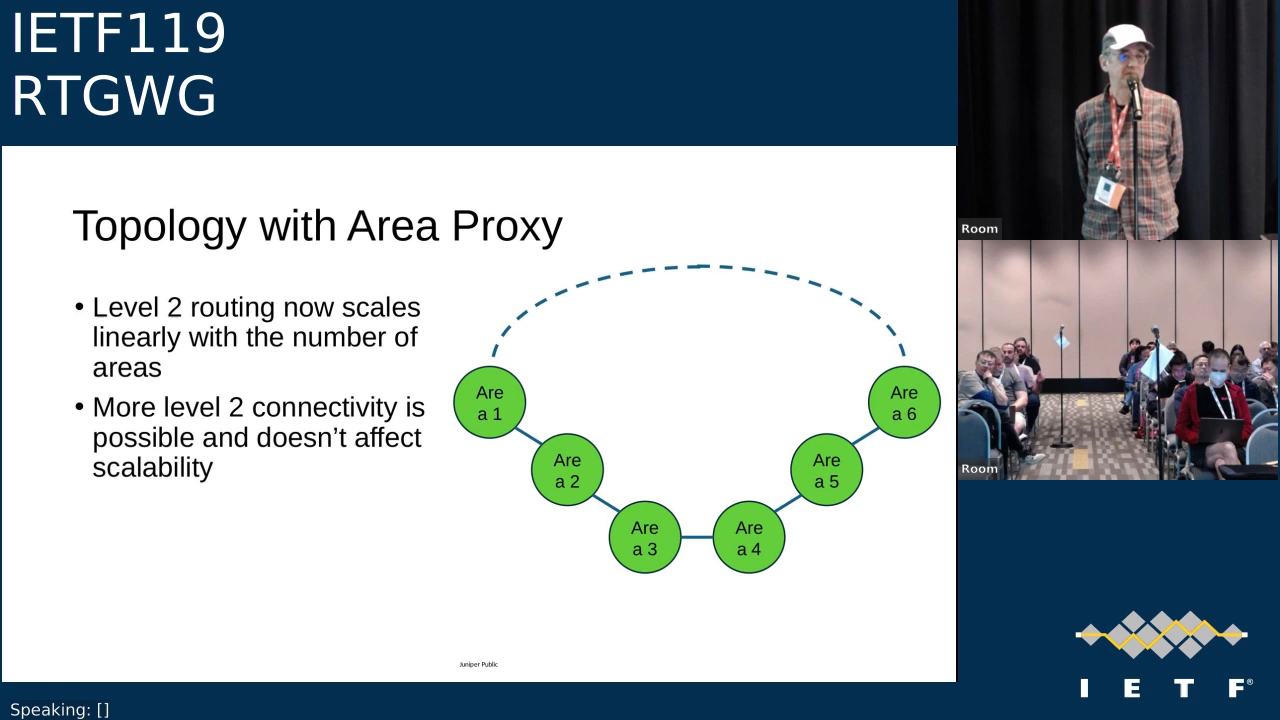 IETF119
RTGWG
Topology with Area Proxy
• Level 2 routing now scales
linearly with the number of
areas
• More level 2 connectivity is
possible and doesn’t affect
scalability
Are
a 1
Are
a 2
Are
a 3
Are
a 4
Are
a 5
Are
a 6
Juniper Public
Room
Room
I E T F®
Speaking: []